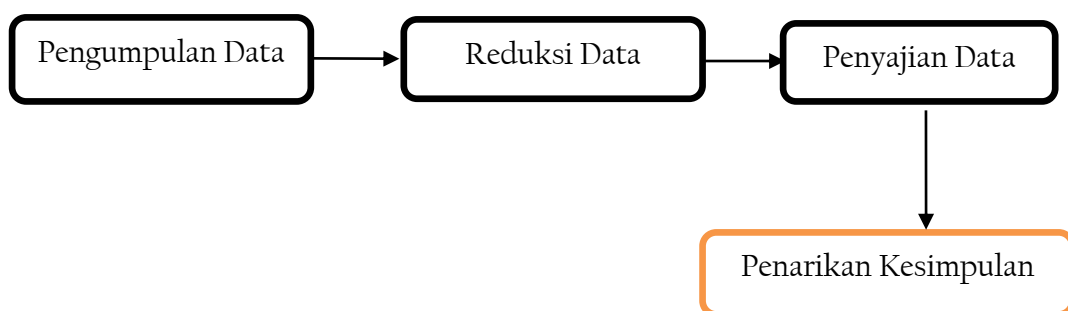 Pengumpulan Data
Reduksi Data
Penyajian Data
Penarikan Kesimpulan